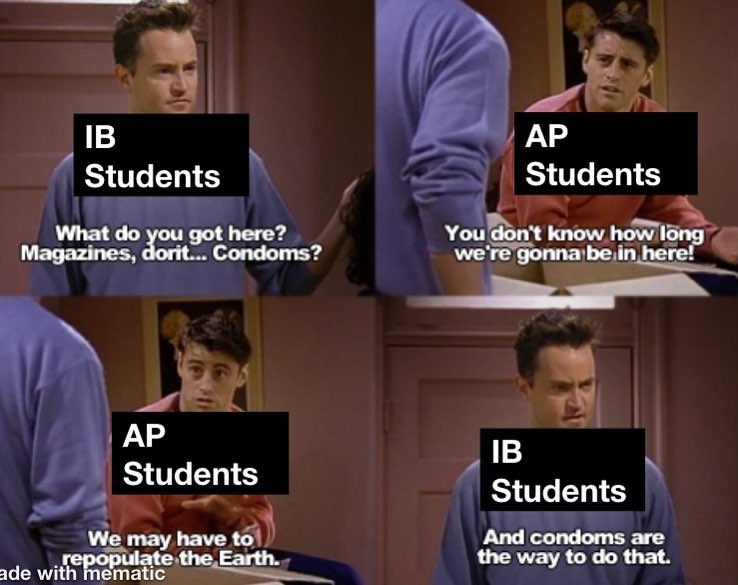 IB
Students
What do you got here?
Magazines, dorit... Condoms?
AP
Students
You don't know how long
we're gonna be in here!
AP
Students
We may have to
repopulate the Earth.
IB
Students
And condoms are
the way to do that.
ade with mematic